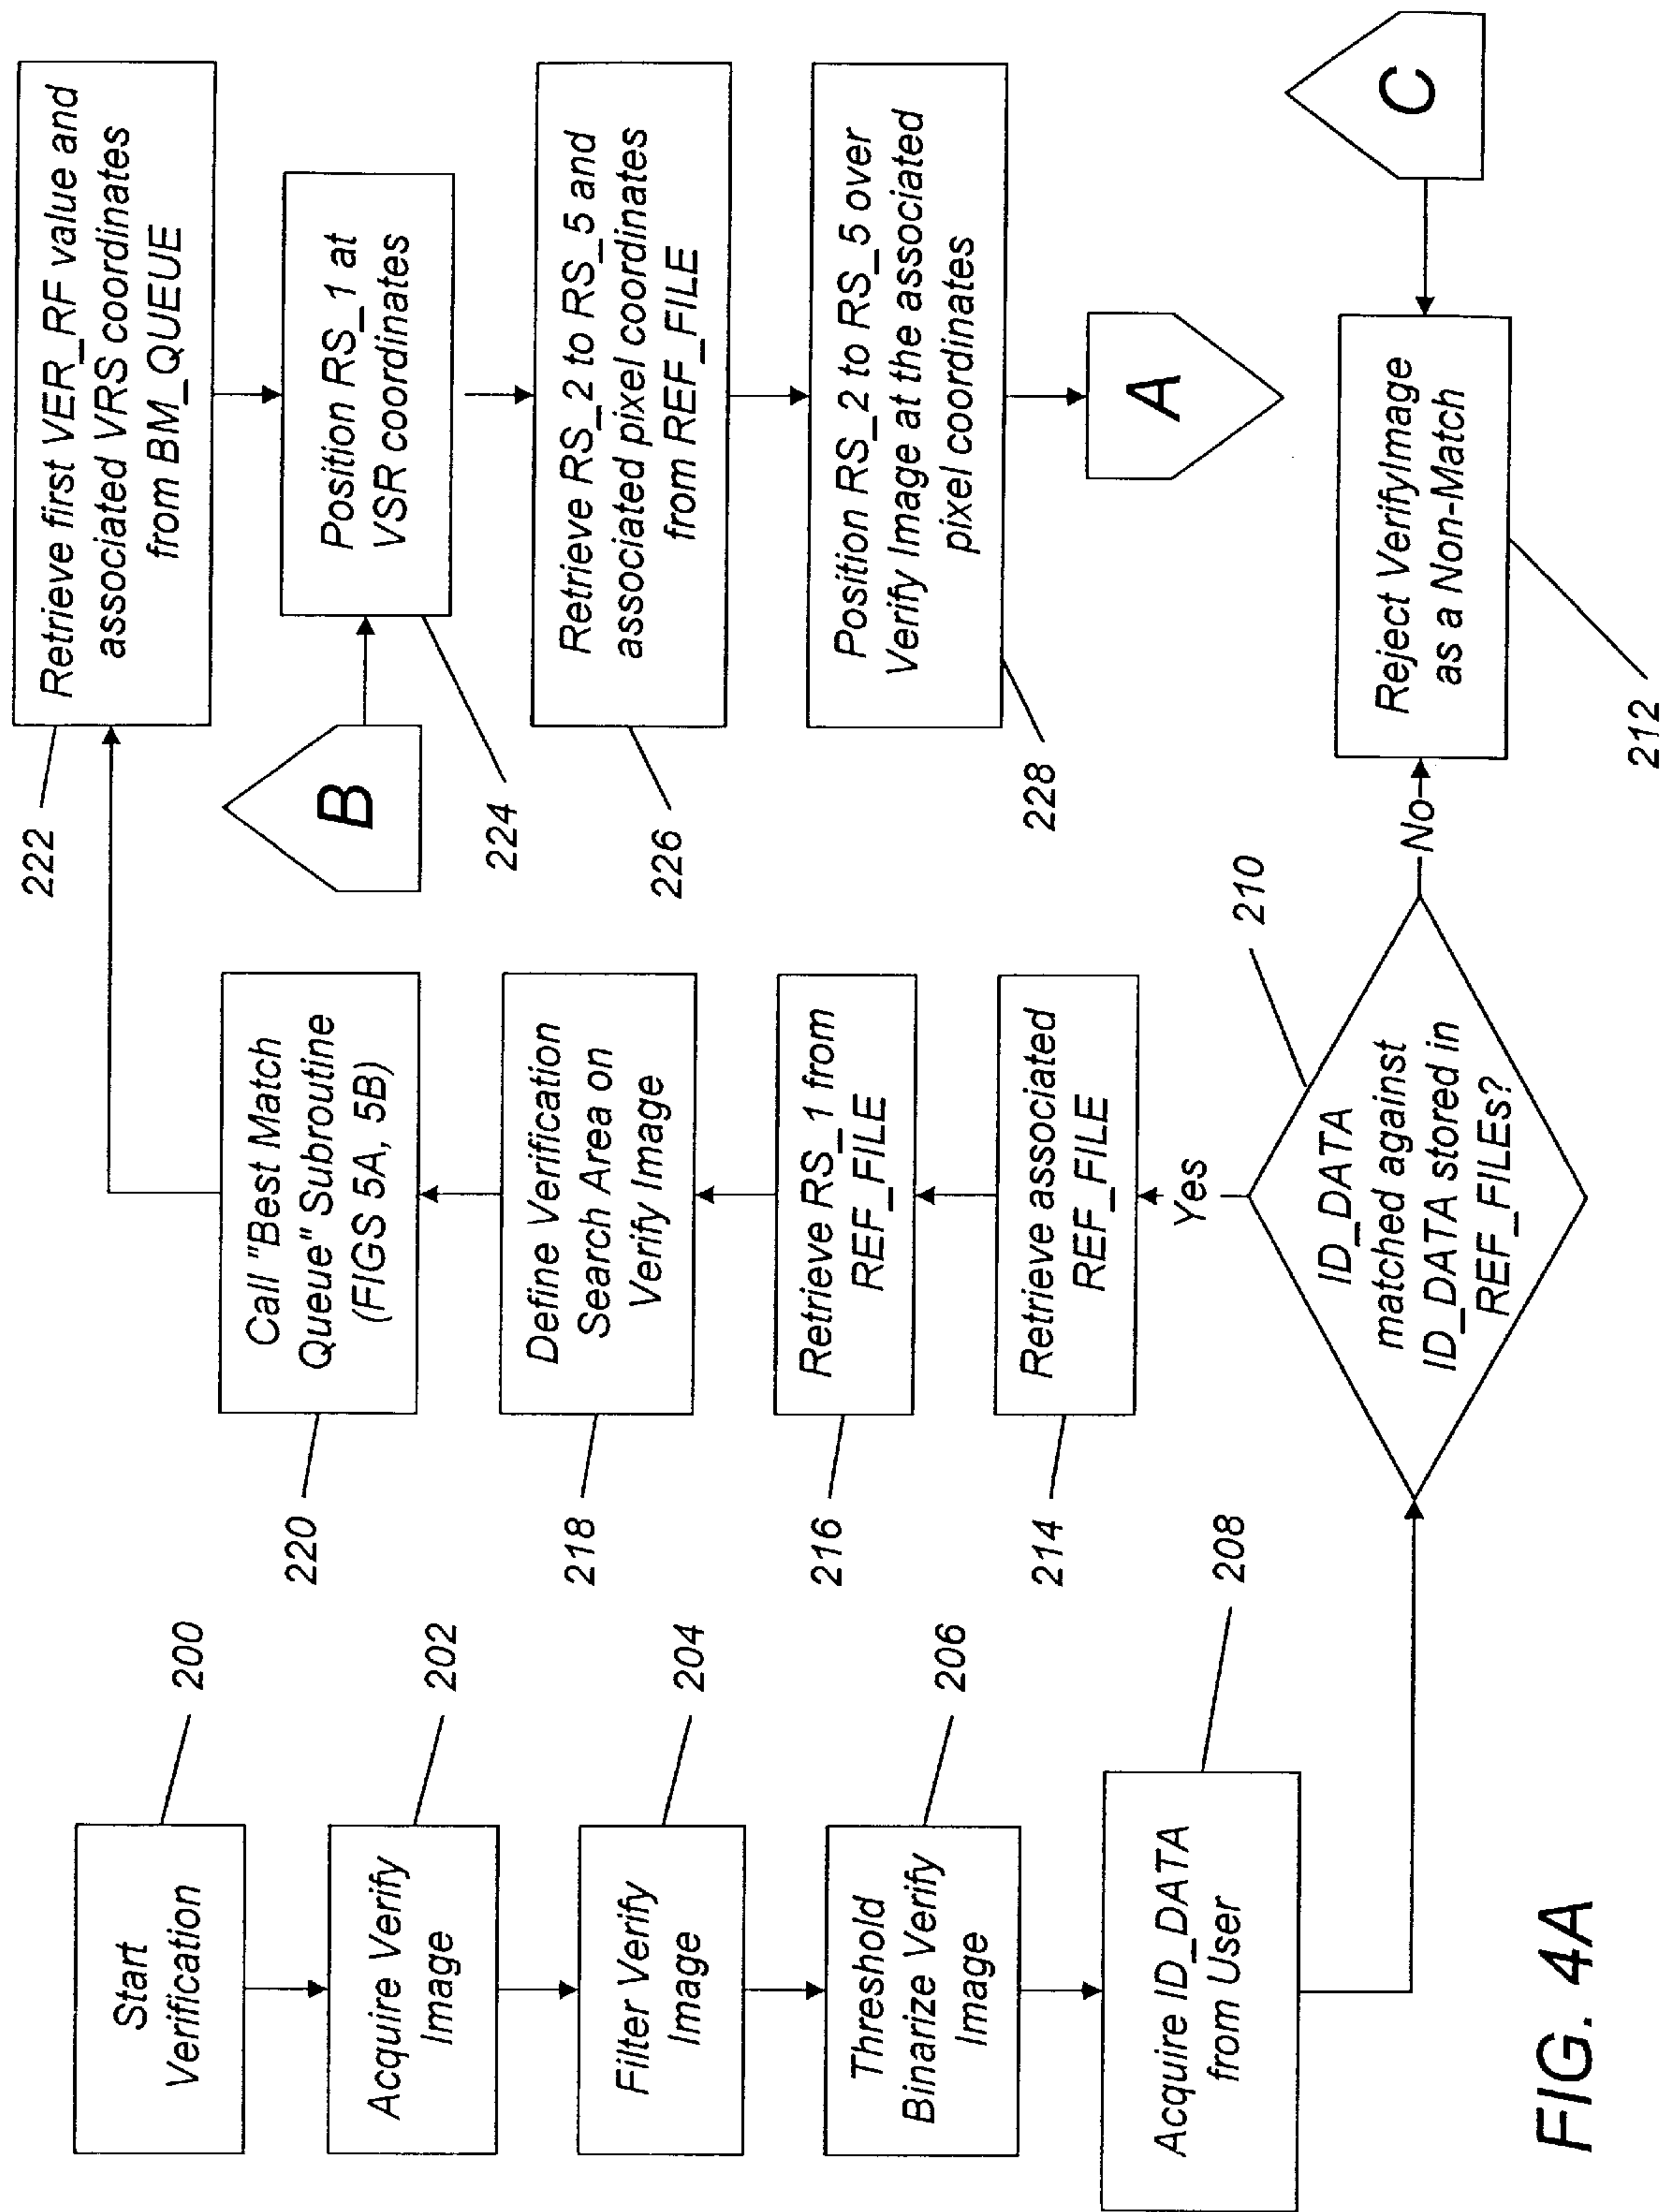 Start
Verification
200
Acquire Verify
Image
202
Filter Verify
Image
204
Threshold
Binarize Verify
Image
206
Acquire ID_DATA
from User
208
ID_DATA
matched against
ID_DATA stored in
REF_FILEs?
210
No
Reject VerifyImage
as a Non-Match
212
C
Yes
Retrieve associated
REF_FILE
214
Retrieve RS_1 from
REF_FILE
216
Define Verification
Search Area on
Verify Image
218
Call "Best Match
Queue" Subroutine
(FIGS 5A, 5B)
220
Retrieve first VER_RF value and
associated VRS coordinates
from BM_QUEUE
222
B
Position RS_1 at
VSR coordinates
224
Retrieve RS_2 to RS_5 and
associated pixel coordinates
from REF_FILE
226
Position RS_2 to RS_5 over
Verify Image at the associated
pixel coordinates
228
A
FIG. 4A